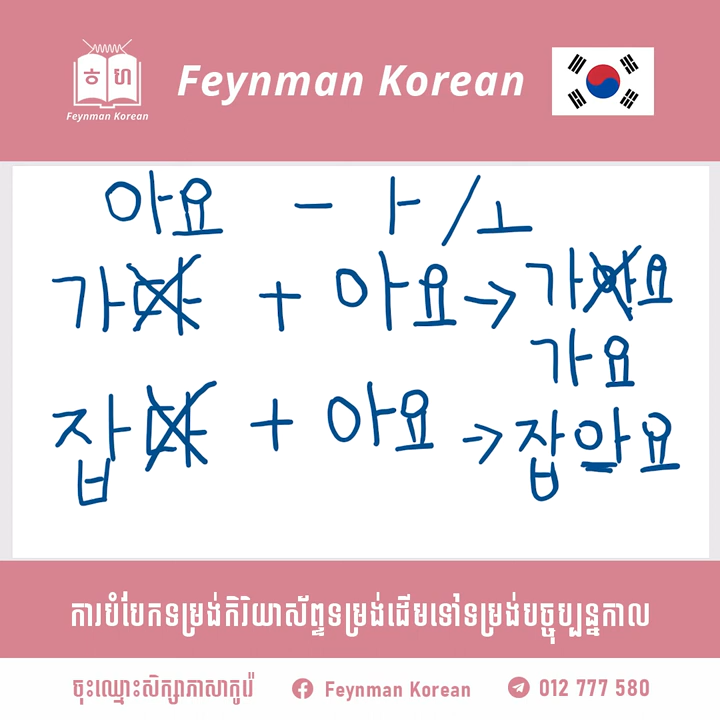 ㅎ ហ
Feynman Korean
Feynman Korean
아요 - ㅏ/ㅗ
가다 + 아요 → 가아요
가요
잡다 + 아요 → 잡아요
ការបំបែកទម្រង់កិរិយាស័ព្ទទម្រង់ដើមទៅទម្រង់បច្ចុប្បន្នកាល
ចុះឈ្មោះសិក្សាភាសាកូរ៉េ Feynman Korean 012 777 580